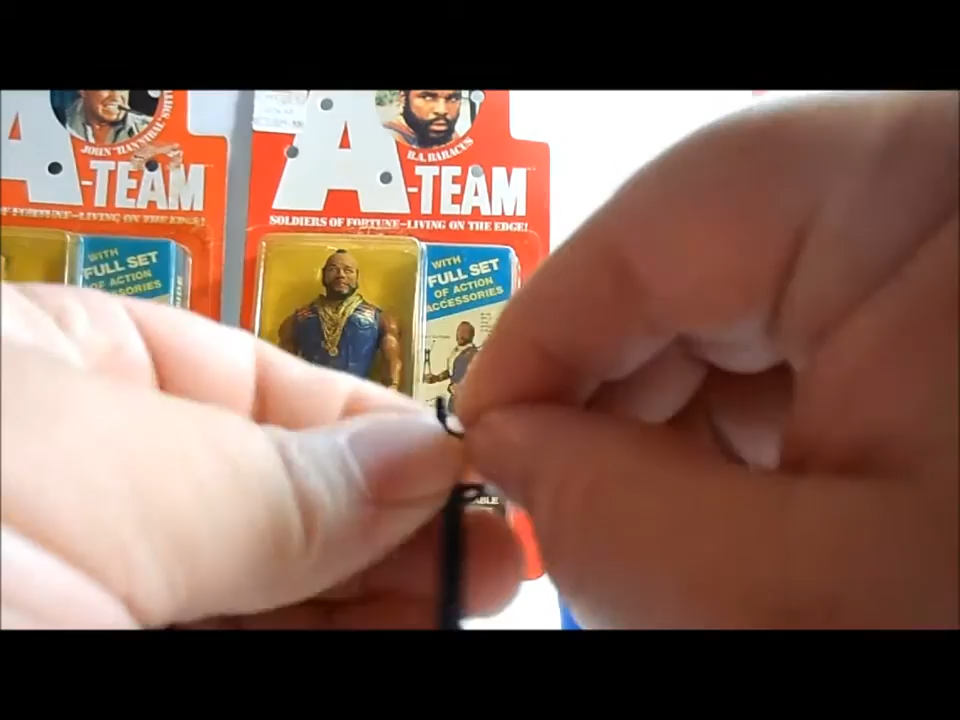 JOHN "HANNIBAL" SMITH
A-TEAM
OF FORTUNE–LIVING ON THE EDGE!
WITH
FULL SET
OF ACTION
ACCESSORIES
B.A. BARACUS
A-TEAM
SOLDIERS OF FORTUNE–LIVING ON THE EDGE!
WITH
FULL SET
OF ACTION
ACCESSORIES